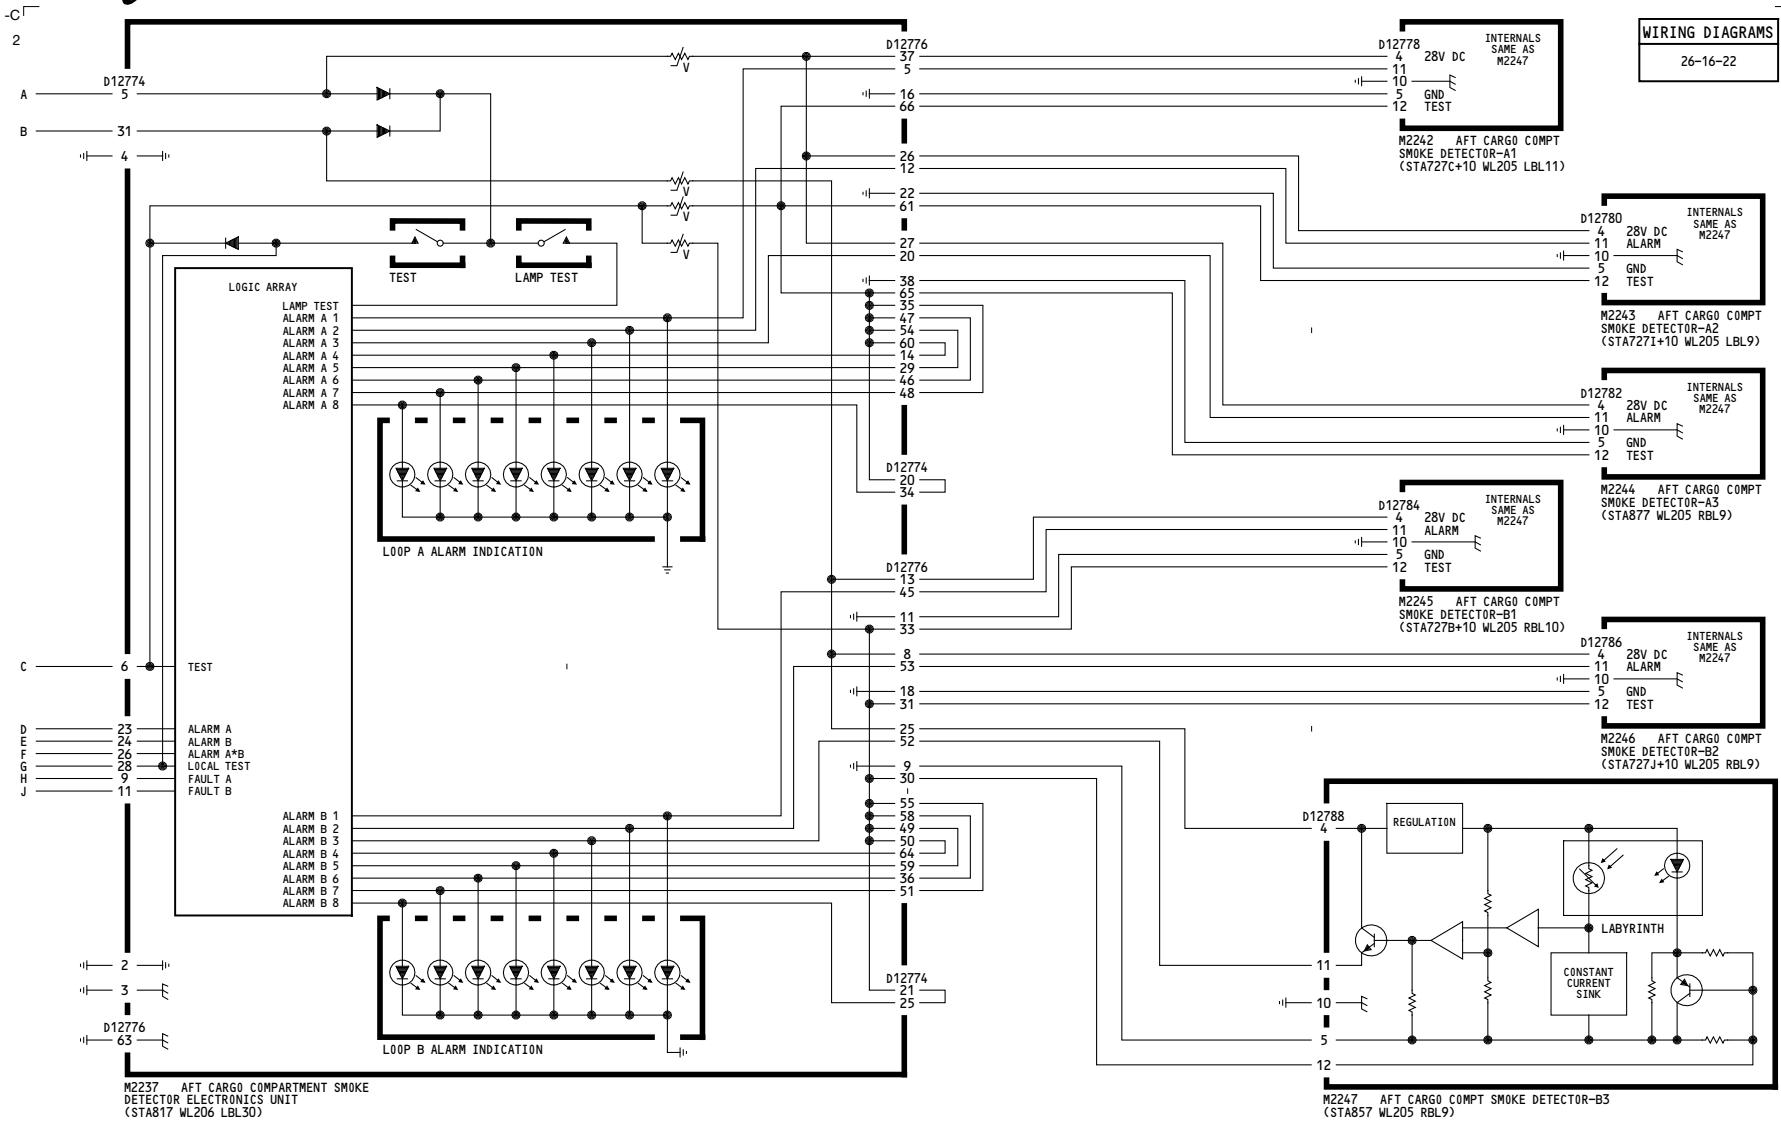 -C
2
WIRING DIAGRAMS
26-16-22
D12774
A 5
B 31
4
TEST
LAMP TEST
LOGIC ARRAY
LAMP TEST
ALARM A 1
ALARM A 2
ALARM A 3
ALARM A 4
ALARM A 5
ALARM A 6
ALARM A 7
ALARM A 8
V
V
V
V
LOOP A ALARM INDICATION
C 6 TEST
D 23 ALARM A
E 24 ALARM B
F 26 ALARM A*B
G 28 LOCAL TEST
H 9 FAULT A
J 11 FAULT B
ALARM B 1
ALARM B 2
ALARM B 3
ALARM B 4
ALARM B 5
ALARM B 6
ALARM B 7
ALARM B 8
LOOP B ALARM INDICATION
2
3
D12776
63
M2237 AFT CARGO COMPARTMENT SMOKE
DETECTOR ELECTRONICS UNIT
(STA817 WL206 LBL30)
D12776
37
5
16
66
26
12
22
61
27
20
38
65
35
47
54
60
14
29
46
48
D12774
20
34
D12776
13
45
11
33
8
53
18
31
25
52
9
30
55
58
49
50
64
59
36
51
D12774
21
25
D12778
4 28V DC
11
10
5 GND
12 TEST
INTERNALS
SAME AS
M2247
M2242 AFT CARGO COMPT
SMOKE DETECTOR-A1
(STA727C+10 WL205 LBL11)
D12780
4 28V DC
11 ALARM
10
5 GND
12 TEST
INTERNALS
SAME AS
M2247
M2243 AFT CARGO COMPT
SMOKE DETECTOR-A2
(STA727I+10 WL205 LBL9)
D12782
4 28V DC
11 ALARM
10
5 GND
12 TEST
INTERNALS
SAME AS
M2247
M2244 AFT CARGO COMPT
SMOKE DETECTOR-A3
(STA877 WL205 RBL9)
D12784
4 28V DC
11 ALARM
10
5 GND
12 TEST
INTERNALS
SAME AS
M2247
M2245 AFT CARGO COMPT
SMOKE DETECTOR-B1
(STA727B+10 WL205 RBL10)
D12786
4 28V DC
11 ALARM
10
5 GND
12 TEST
INTERNALS
SAME AS
M2247
M2246 AFT CARGO COMPT
SMOKE DETECTOR-B2
(STA727J+10 WL205 RBL9)
D12788
4
REGULATION
LABYRINTH
CONSTANT
CURRENT
SINK
11
10
5
12
M2247 AFT CARGO COMPT SMOKE DETECTOR-B3
(STA857 WL205 RBL9)